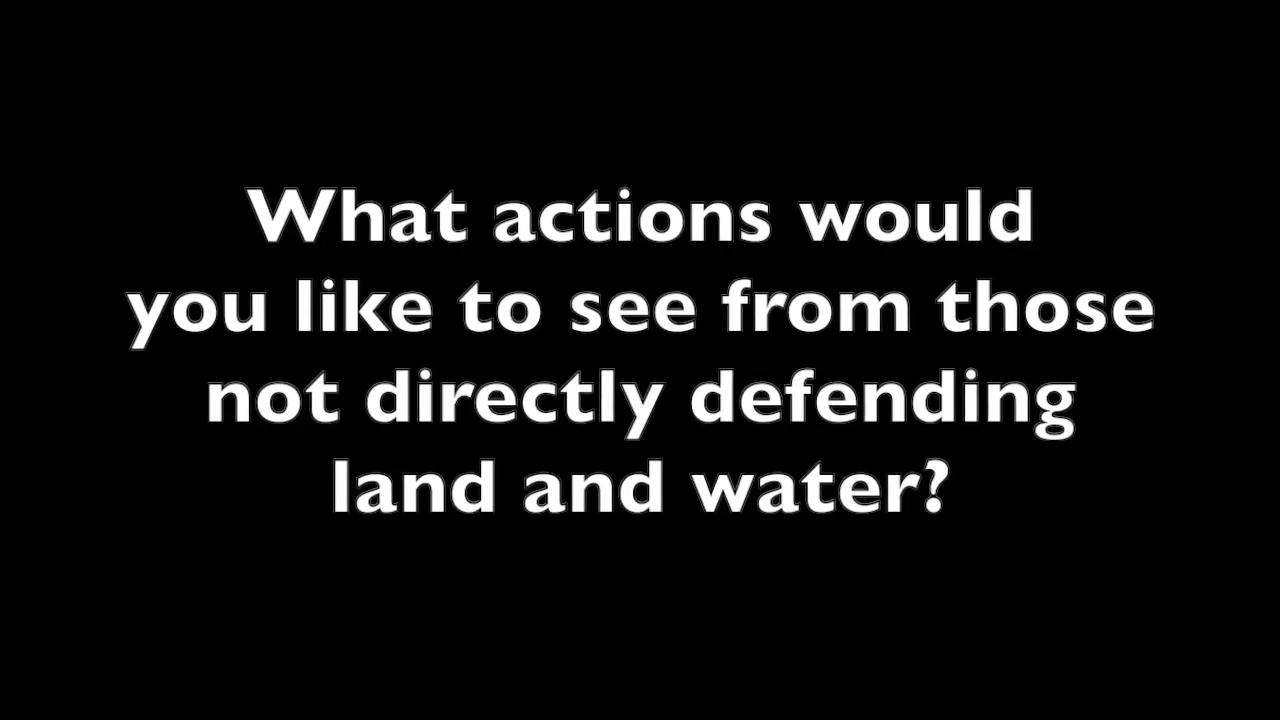 What actions would
you like to see from those
not directly defending
land and water?